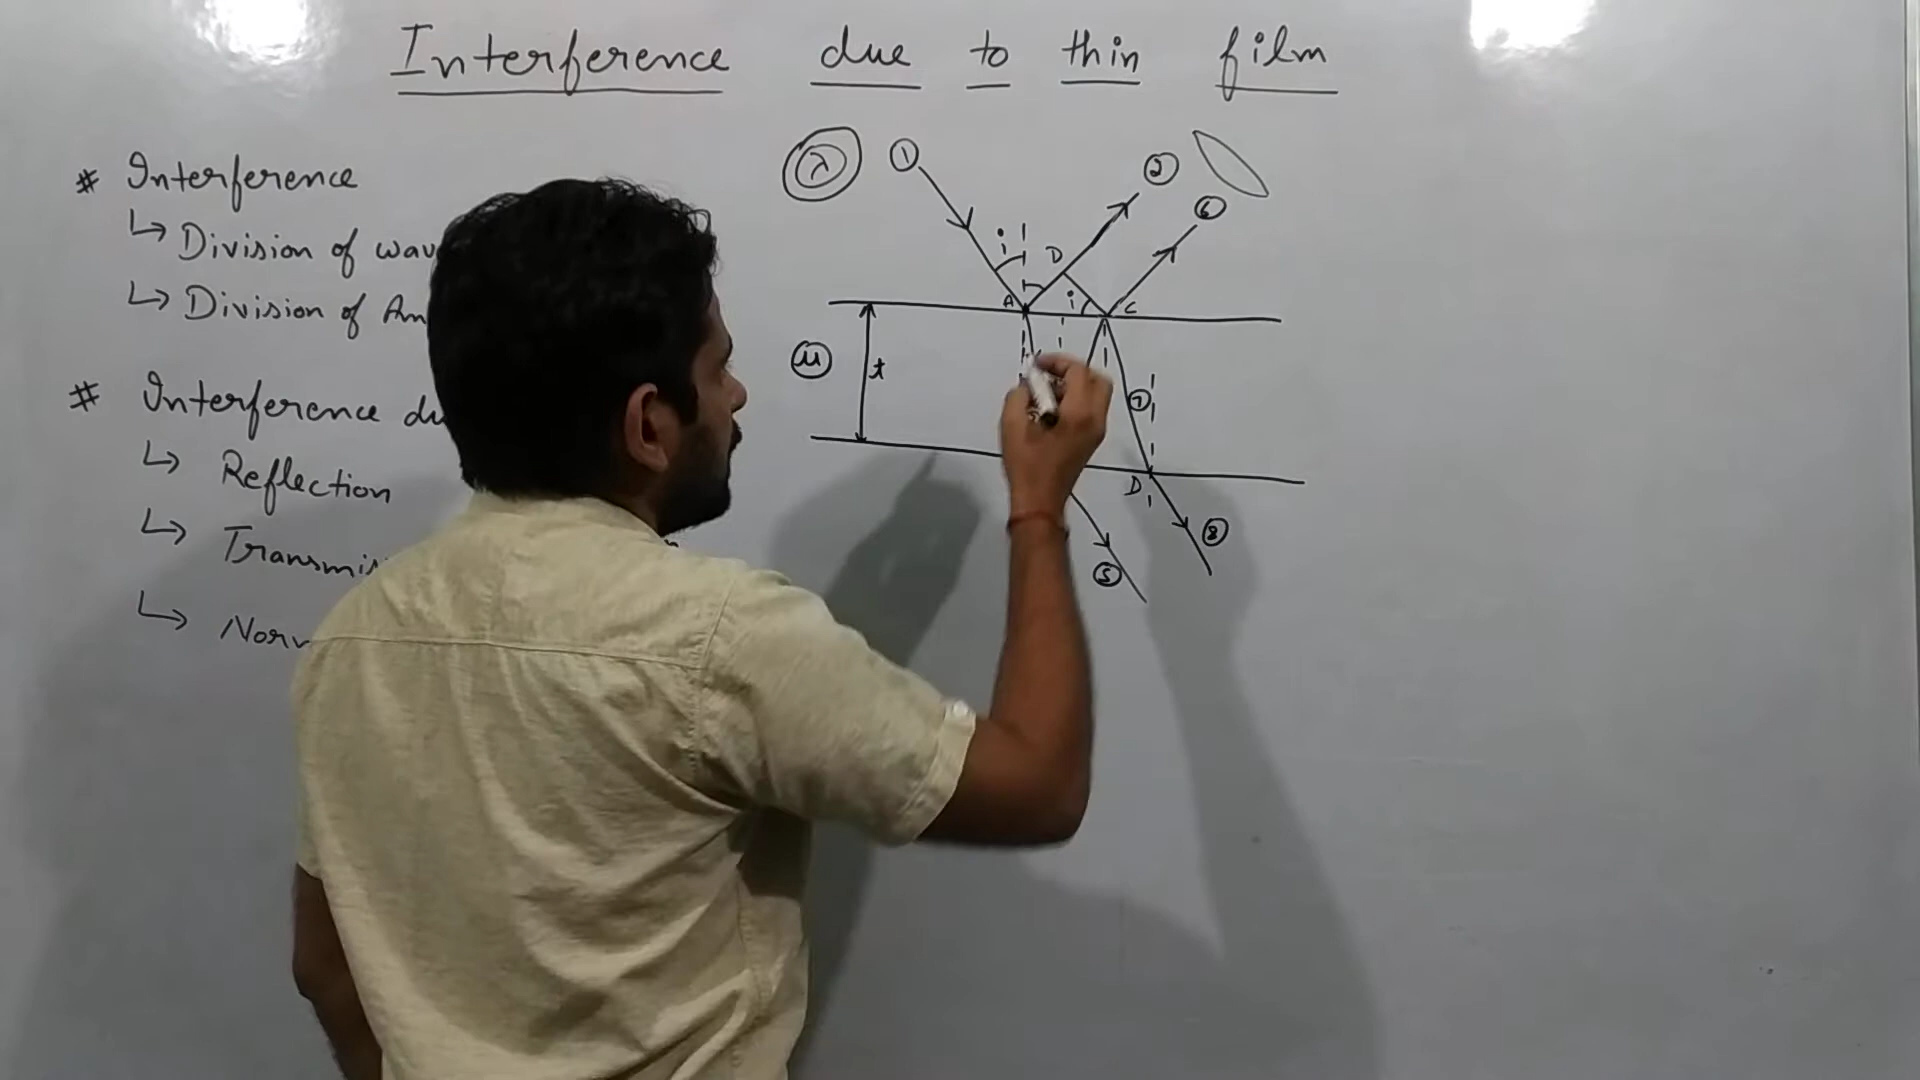 Interference due to thin film
# Interference
↳ Division of
↳ Division of
# Interference
↳ Reflection
↳
↳
λ
1
2
6
i
i
D
i
A
C
μ
t
7
D
8
5